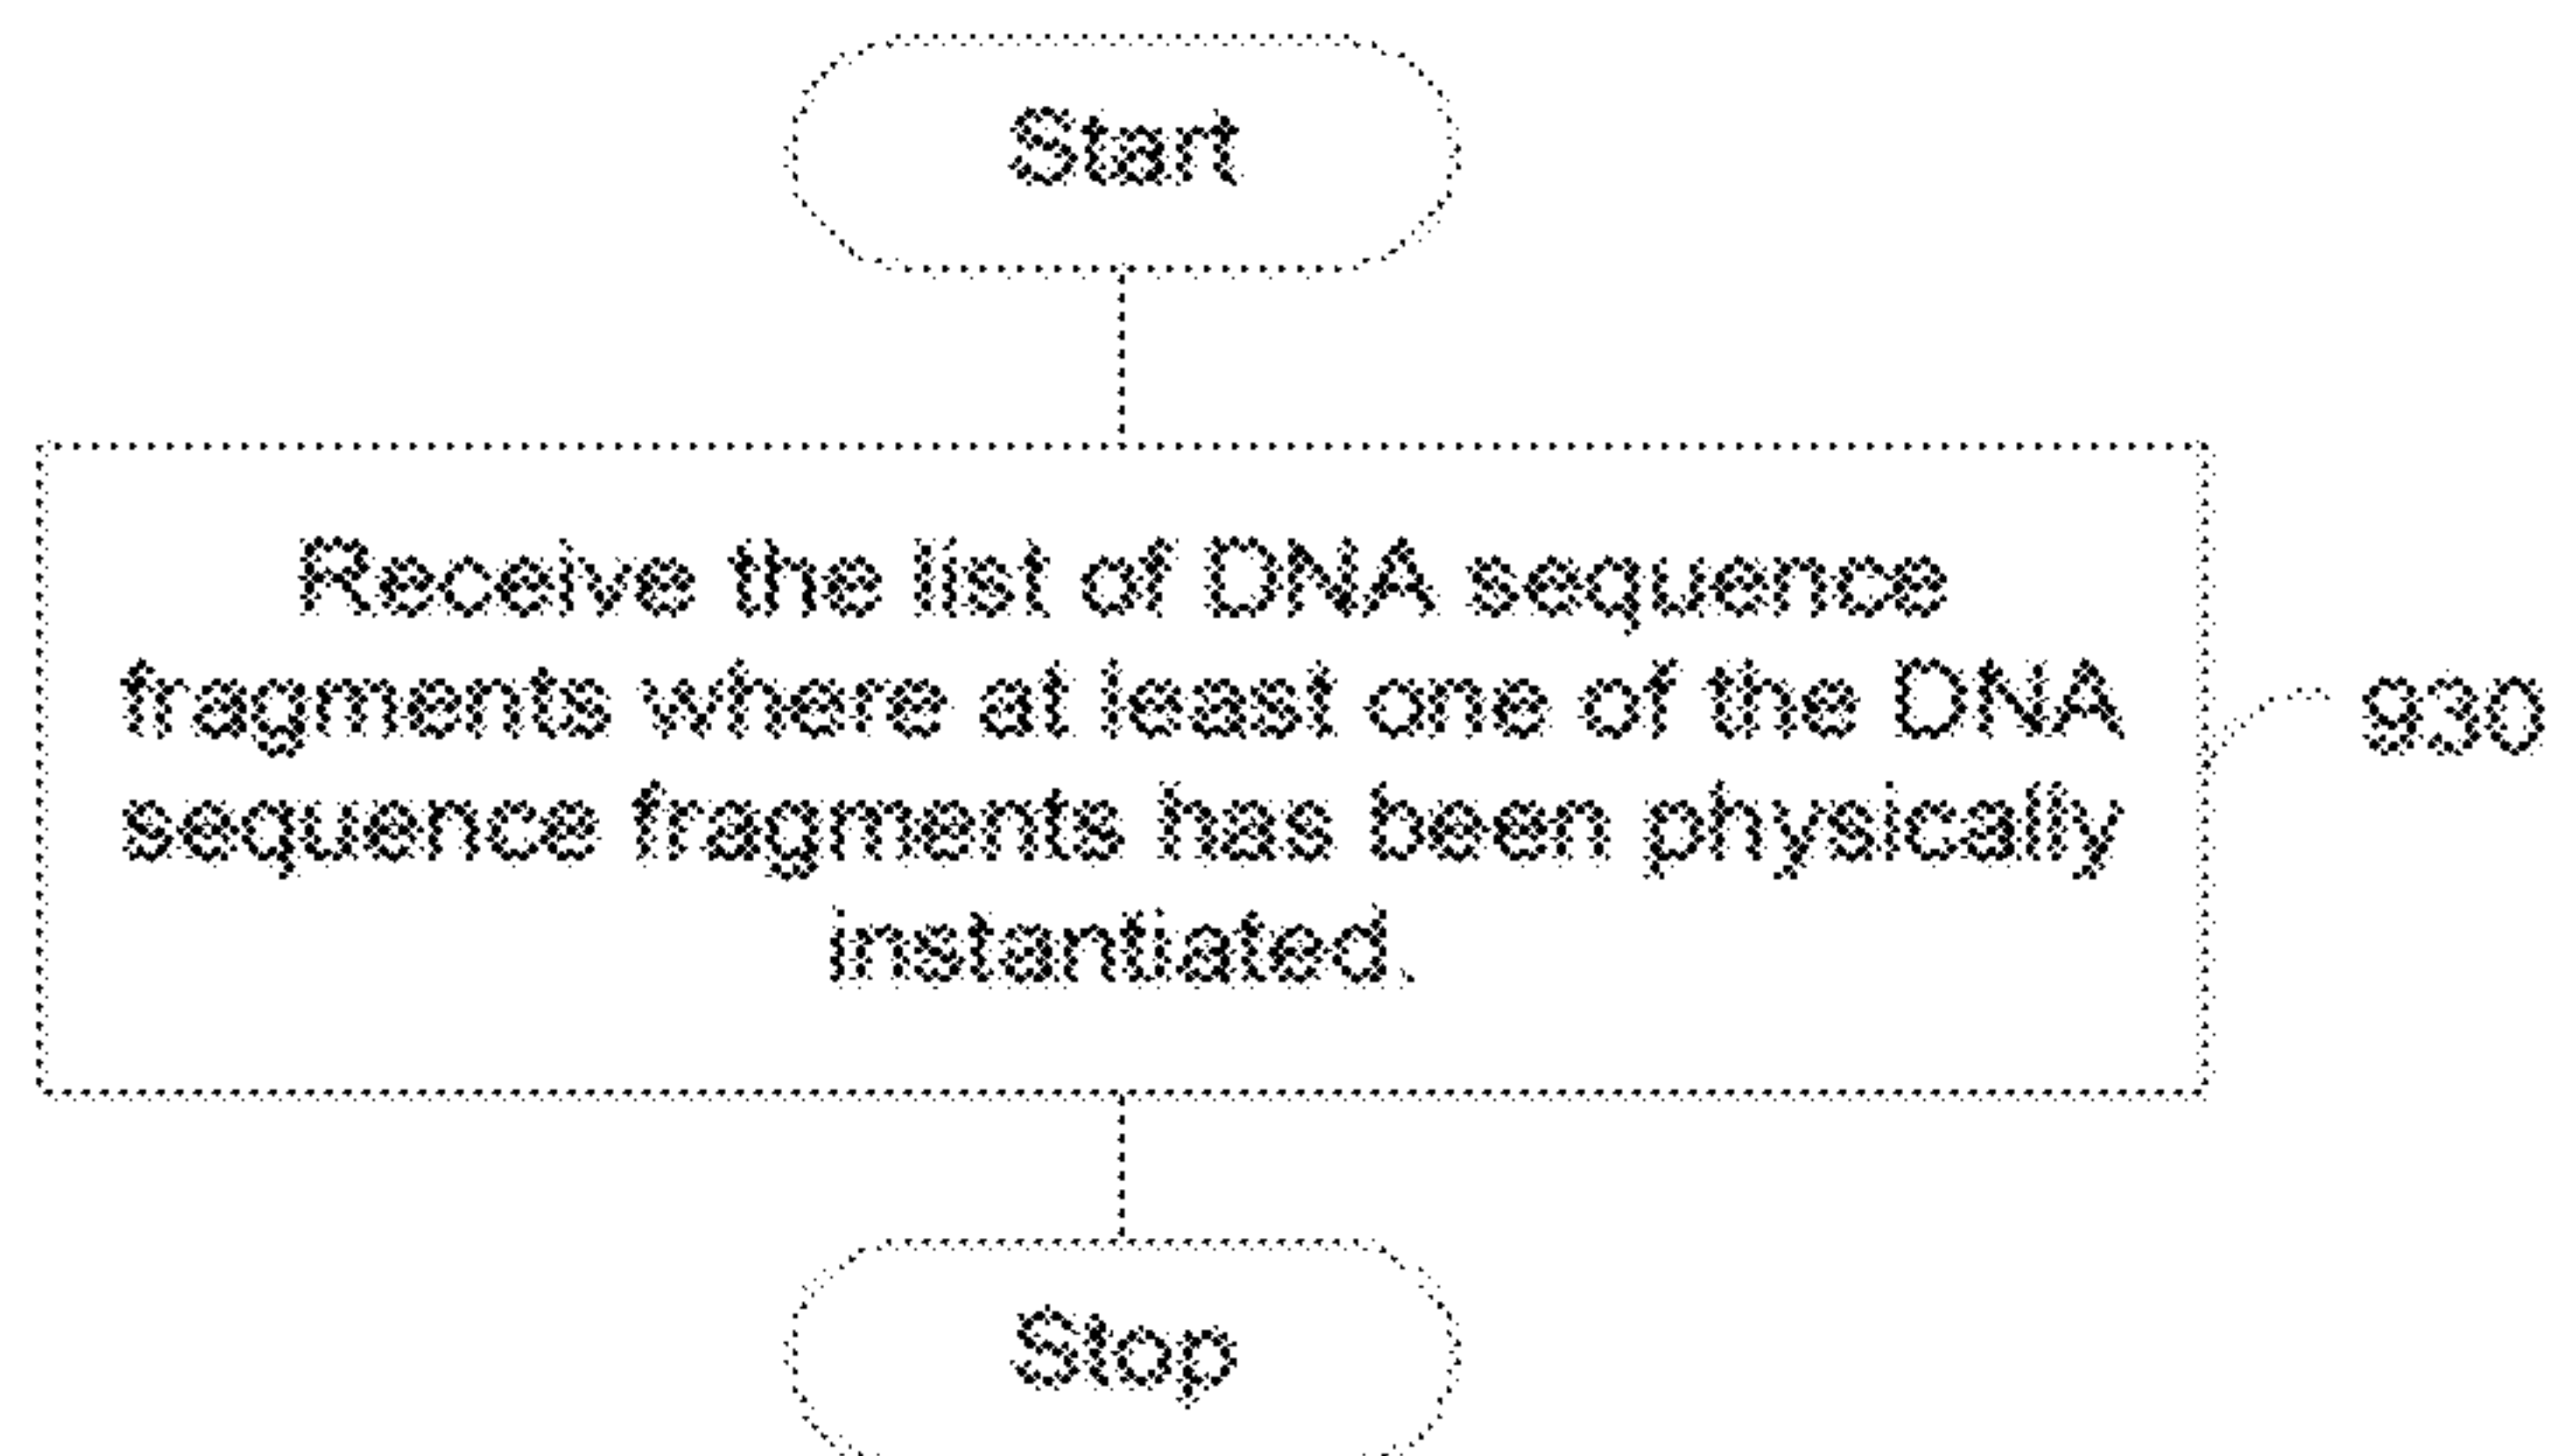 Start
Receive the list of DNA sequence
fragments where at least one of the DNA
sequence fragments has been physically
instantiated.
930
Stop